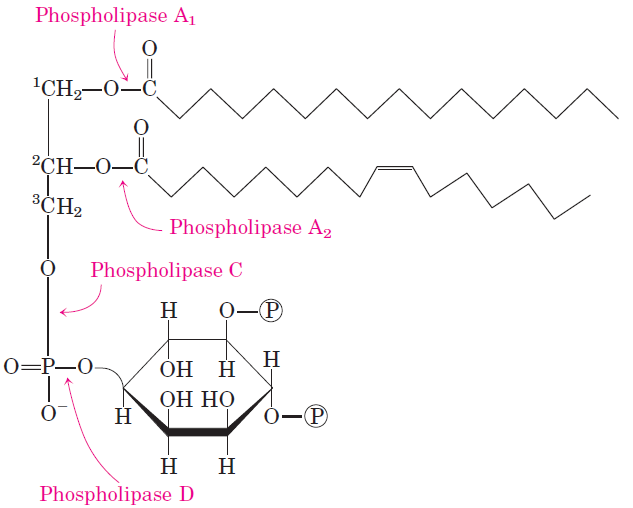 Phospholipase A₁
O
¹CH₂—O—C
O
²CH—O—C
³CH₂
Phospholipase A₂
O
Phospholipase C
H O—Ⓟ
O=P—O
OH H H
OH HO
O⁻ H O—Ⓟ
H H
Phospholipase D